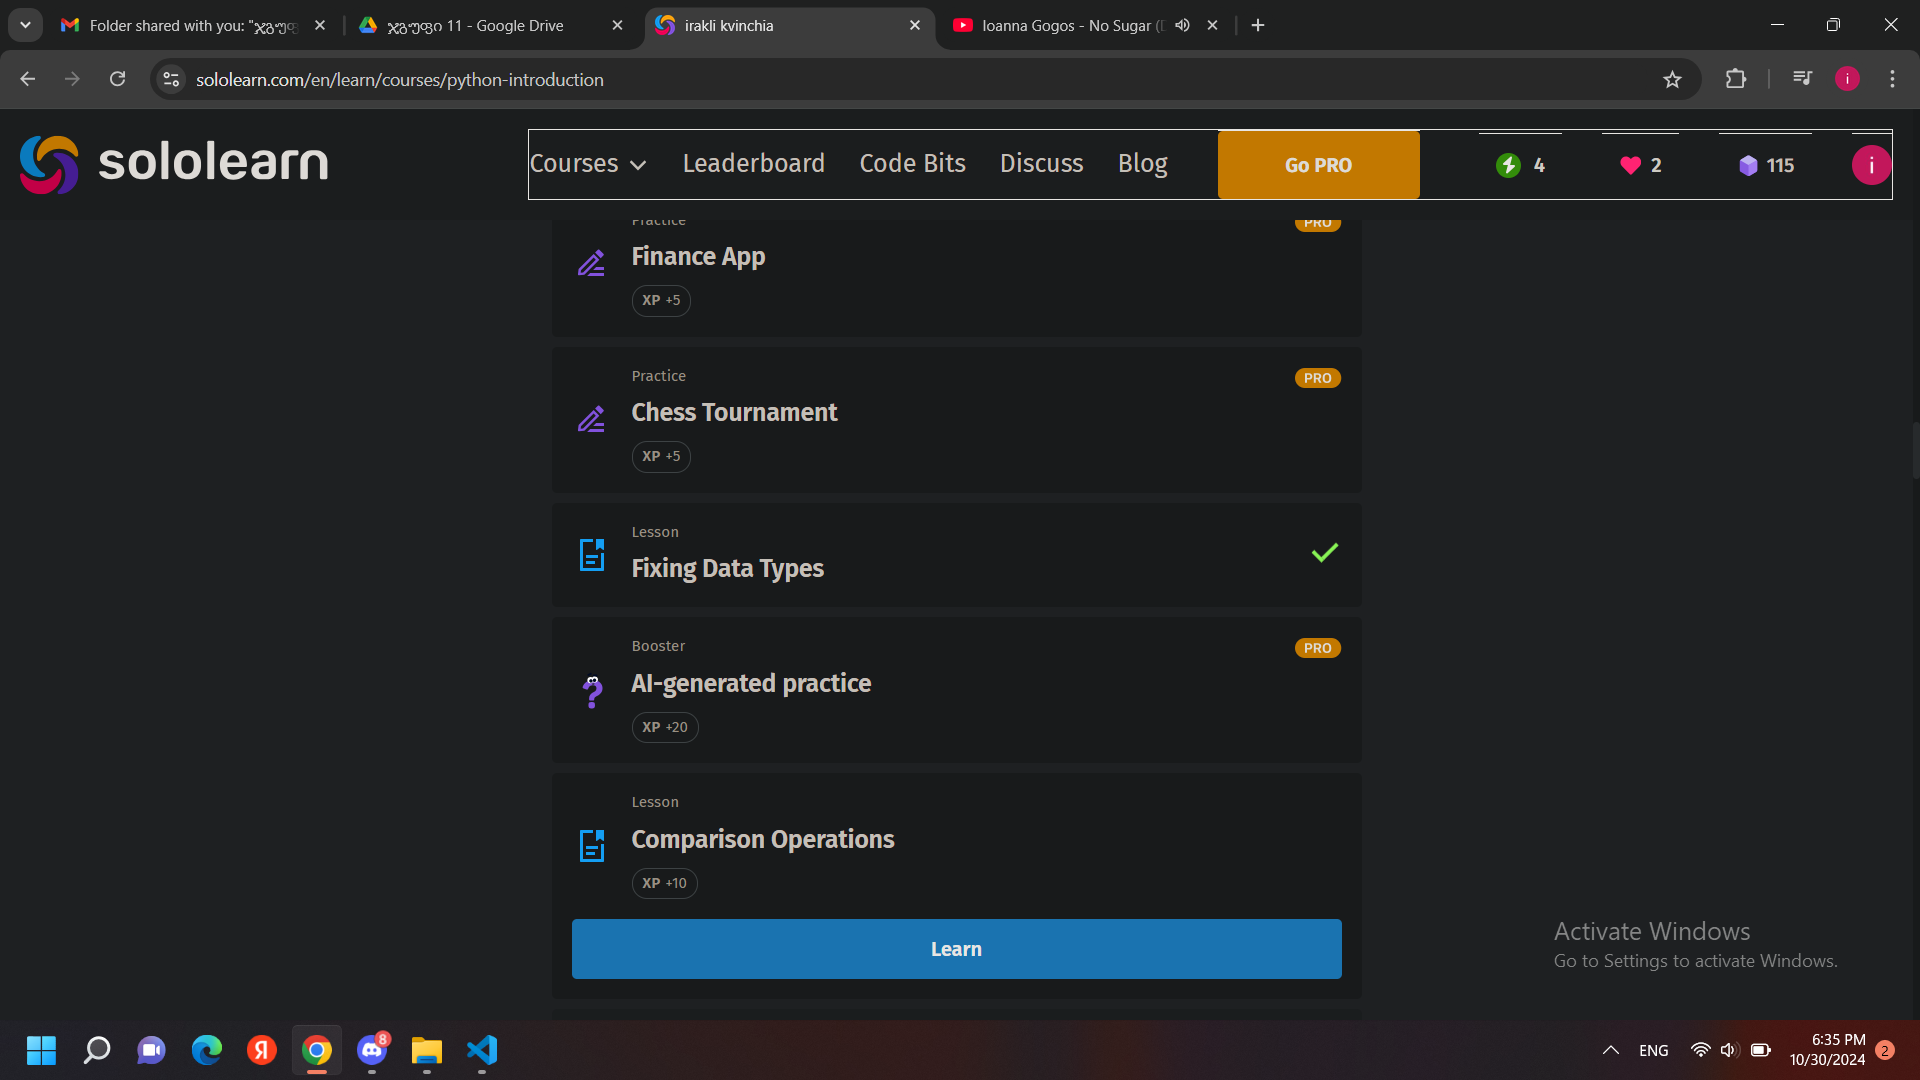 Folder shared with you: "ჯგუფ
ჯგუფი 11 - Google Drive
irakli kvinchia
Ioanna Gogos - No Sugar (
sololearn.com/en/learn/courses/python-introduction
i
sololearn
Courses
Leaderboard
Code Bits
Discuss
Blog
Go PRO
4
2
115
i
Practice
PRO
Finance App
XP +5
Practice
PRO
Chess Tournament
XP +5
Lesson
Fixing Data Types
Booster
PRO
AI-generated practice
XP +20
Lesson
Comparison Operations
XP +10
Learn
Activate Windows
Go to Settings to activate Windows.
Я
8
ENG
6:35 PM
10/30/2024
2